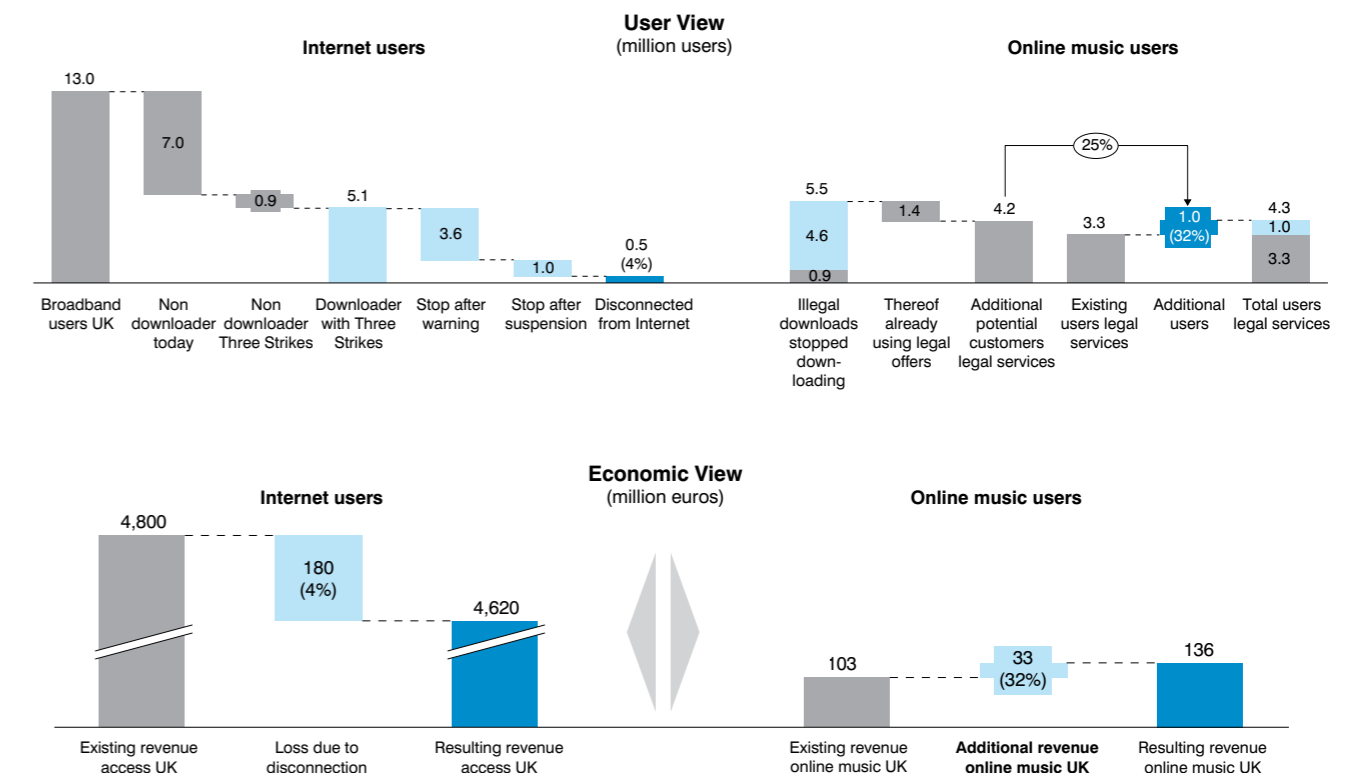 User View
(million users)
Internet users
Online music users
13.0
7.0
0.9
5.1
3.6
1.0
0.5
(4%)
5.5
4.6
0.9
1.4
4.2
25%
3.3
1.0
(32%)
4.3
1.0
3.3
Broadband
users UK
Non
downloader
today
Non
downloader
Three Strikes
Downloader
with Three
Strikes
Stop after
warning
Stop after
suspension
Disconnected
from Internet
Illegal
downloads
stopped
down-
loading
Thereof
already
using legal
offers
Additional
potential
customers
legal services
Existing
users legal
services
Additional
users
Total users
legal services
Economic View
(million euros)
Internet users
Online music users
4,800
180
(4%)
4,620
103
33
(32%)
136
Existing revenue
access UK
Loss due to
disconnection
Resulting revenue
access UK
Existing revenue
online music UK
Additional revenue
online music UK
Resulting revenue
online music UK